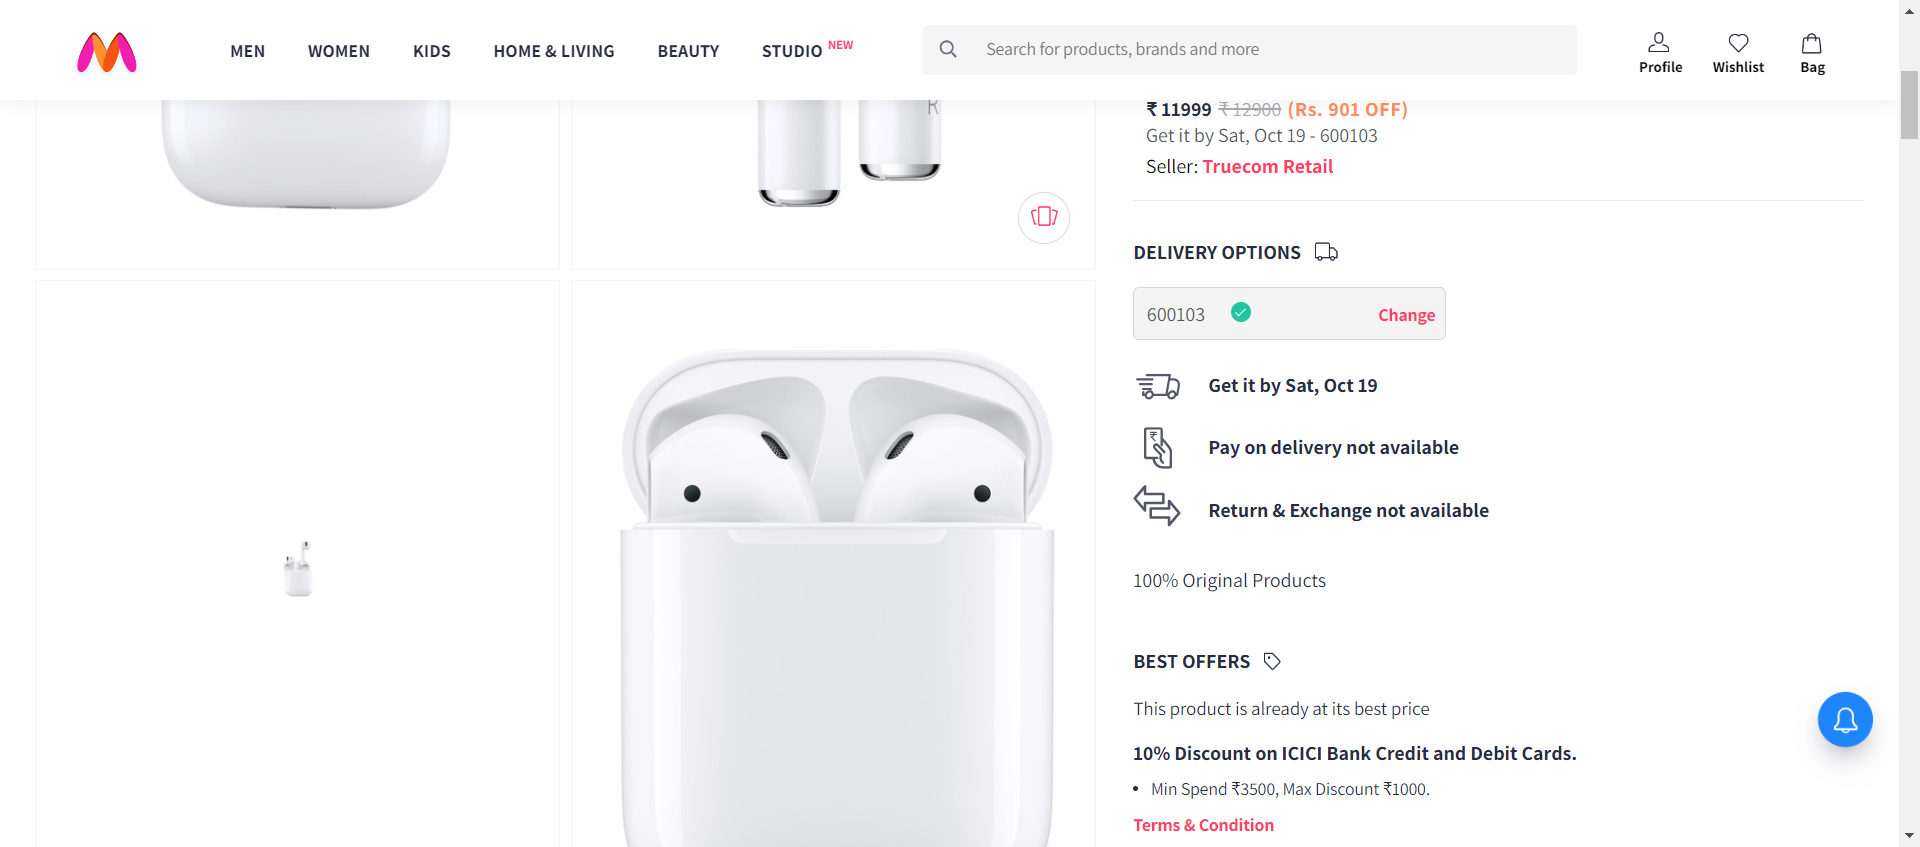 MEN WOMEN KIDS HOME & LIVING BEAUTY STUDIO NEW Search for products, brands and more Profile Wishlist Bag
R
₹ 11999 ₹ 12900 (Rs. 901 OFF)
Get it by Sat, Oct 19 - 600103
Seller: Truecom Retail
DELIVERY OPTIONS
600103 Change
Get it by Sat, Oct 19
₹
Pay on delivery not available
Return & Exchange not available
100% Original Products
BEST OFFERS
This product is already at its best price
10% Discount on ICICI Bank Credit and Debit Cards.
• Min Spend ₹3500, Max Discount ₹1000.
Terms & Condition